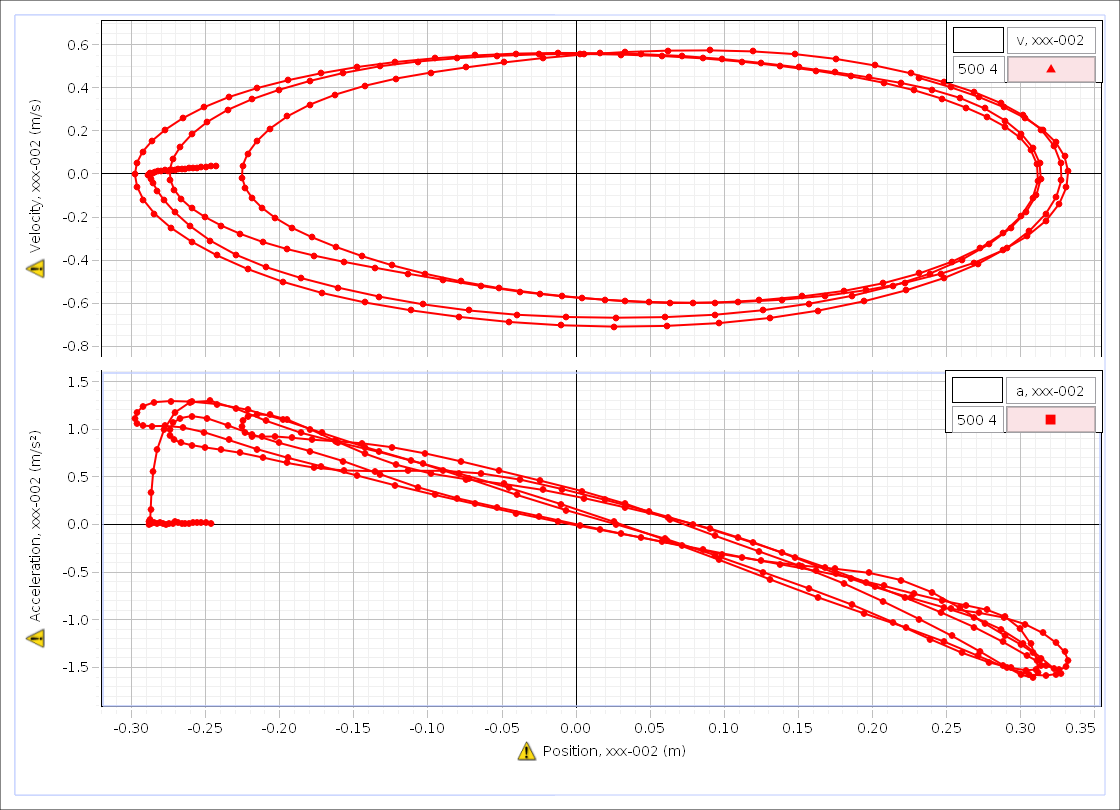 v, xxx-002
500 4
0.6
0.4
0.2
0.0
-0.2
-0.4
-0.6
-0.8
Velocity, xxx-002 (m/s)
a, xxx-002
500 4
1.5
1.0
0.5
0.0
-0.5
-1.0
-1.5
Acceleration, xxx-002 (m/s²)
-0.30 -0.25 -0.20 -0.15 -0.10 -0.05 0.00 0.05 0.10 0.15 0.20 0.25 0.30 0.35
Position, xxx-002 (m)